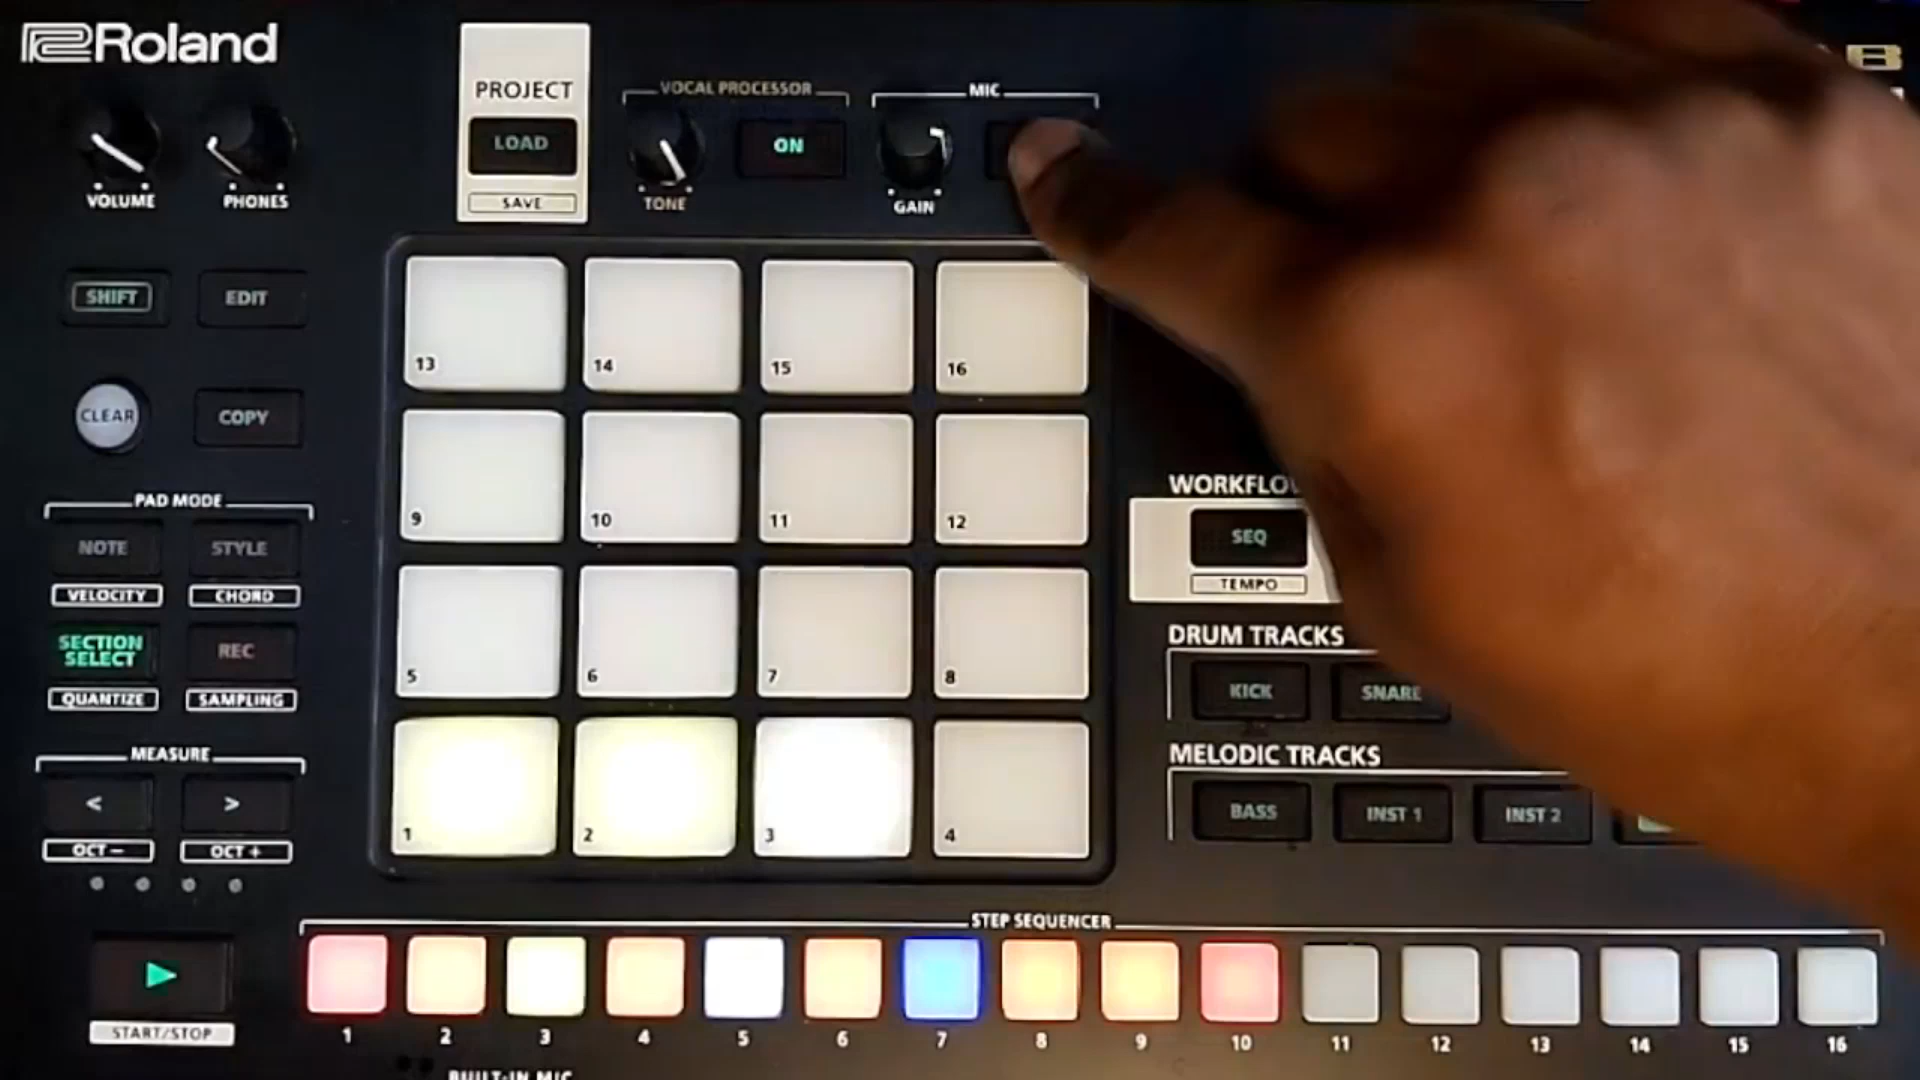 Roland
PROJECT
LOAD
SAVE
VOCAL PROCESSOR
ON
TONE
MIC
GAIN
VOLUME
PHONES
SHIFT
EDIT
CLEAR
COPY
PAD MODE
NOTE
STYLE
VELOCITY
CHORD
SECTION SELECT
REC
QUANTIZE
SAMPLING
MEASURE
<
>
OCT −
OCT +
START/STOP
13 14 15 16
9 10 11 12
5 6 7 8
1 2 3 4
SEQ
TEMPO
DRUM TRACKS
KICK
SNARE
MELODIC TRACKS
BASS
INST 1
INST 2
STEP SEQUENCER
1 2 3 4 5 6 7 8 9 10 11 12 13 14 15 16
BUILT-IN MIC